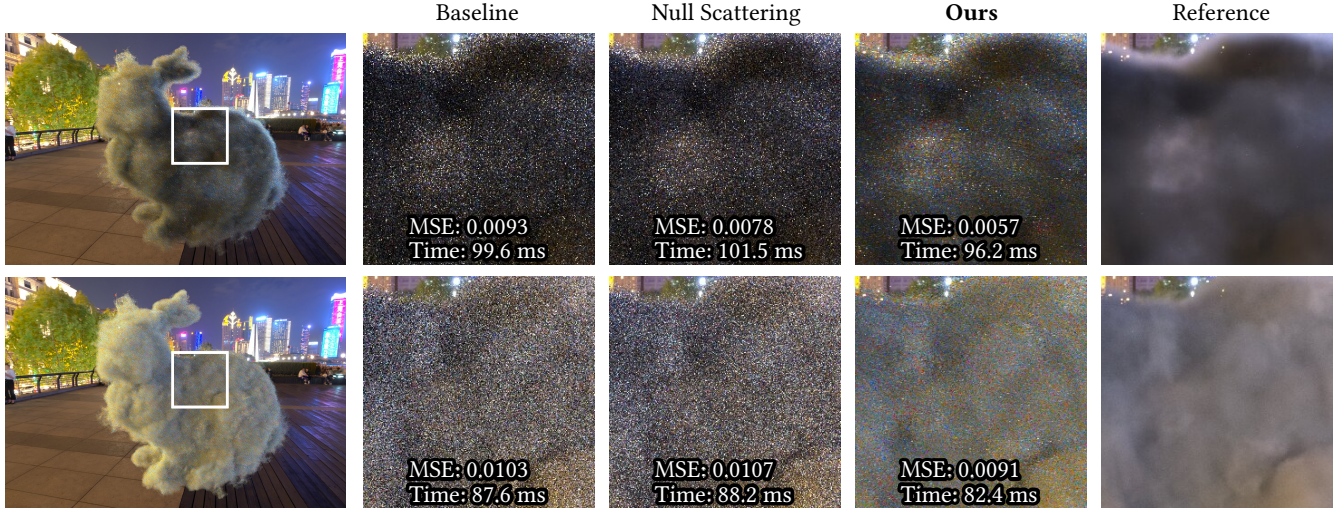 Baseline
Null Scattering
Ours
Reference
MSE: 0.0093
Time: 99.6 ms
MSE: 0.0078
Time: 101.5 ms
MSE: 0.0057
Time: 96.2 ms
MSE: 0.0103
Time: 87.6 ms
MSE: 0.0107
Time: 88.2 ms
MSE: 0.0091
Time: 82.4 ms